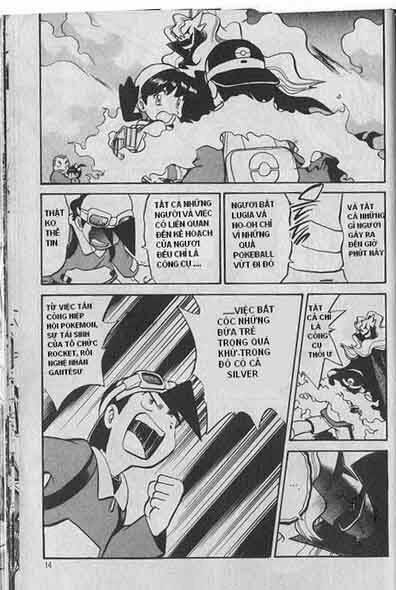 VÀ TẤT
CẢ NHỮNG
GÌ NGƯƠI
GÂY RA
ĐẾN GIỜ
PHÚT NÀY
NGƯƠI BẮT
LUGIA VÀ
HO-OH CHỈ
VÌ NHỮNG
QUẢ
POKEBALL
VỨT ĐI ĐÓ
TẤT CẢ NHỮNG
NGƯỜI VÀ VIỆC
CÓ LIÊN QUAN
ĐẾN KẾ HOẠCH
CỦA NGƯƠI
ĐỀU CHỈ LÀ
CÔNG CỤ ....
THẬT
KO
THỂ
TIN
TẤT
CẢ CHỈ
LÀ
CÔNG
CỤ
THÔI Ư
....VIỆC BẮT
CÓC NHỮNG
ĐỨA TRẺ
TRONG QUÁ
KHỨ-TRONG
ĐÓ CÓ CẢ
SILVER
TỪ VIỆC TẤN
CÔNG HIỆP
HỘI POKEMON,
SỰ TÁI SINH
CỦA TỔ CHỨC
ROCKET, RỒI
NGHỆ NHÂN
GANTESU
14